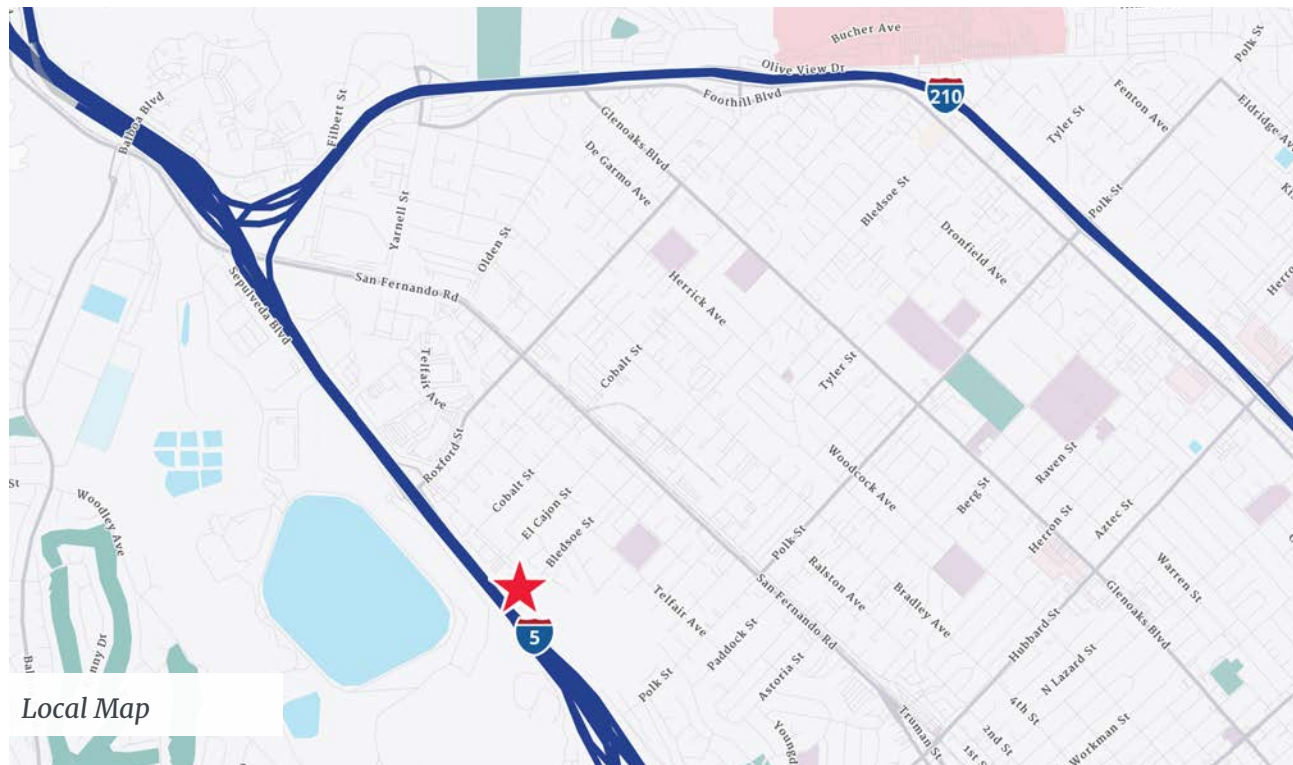 Bucher Ave
Polk St
Olive View Dr
210
Foothill Blvd
Fenton Ave
Eldridge Ave
Tyler St
Balboa Blvd
Filbert St
Glenoaks Blvd
De Garmo Ave
Bledsoe St
Polk St
Yarnell St
Olden St
Dronfield Ave
San Fernando Rd
Sepulveda Blvd
Herrick Ave
Telfair Ave
Cobalt St
Tyler St
Roxford St
Woodcock Ave
Raven St
Berg St
St
Woodley Ave
Cobalt St
El Cajon St
Bledsoe St
Herron St
Aztec St
Polk St
San Fernando Rd
Ralston Ave
Bradley Ave
Warren St
Glenoaks Blvd
Telfair Ave
Paddock St
Hubbard St
5
Astoria St
Polk St
N Lazard St
4th St
2nd St
1st S
Truman St
Workman St
Youngd
nny Dr
Local Map